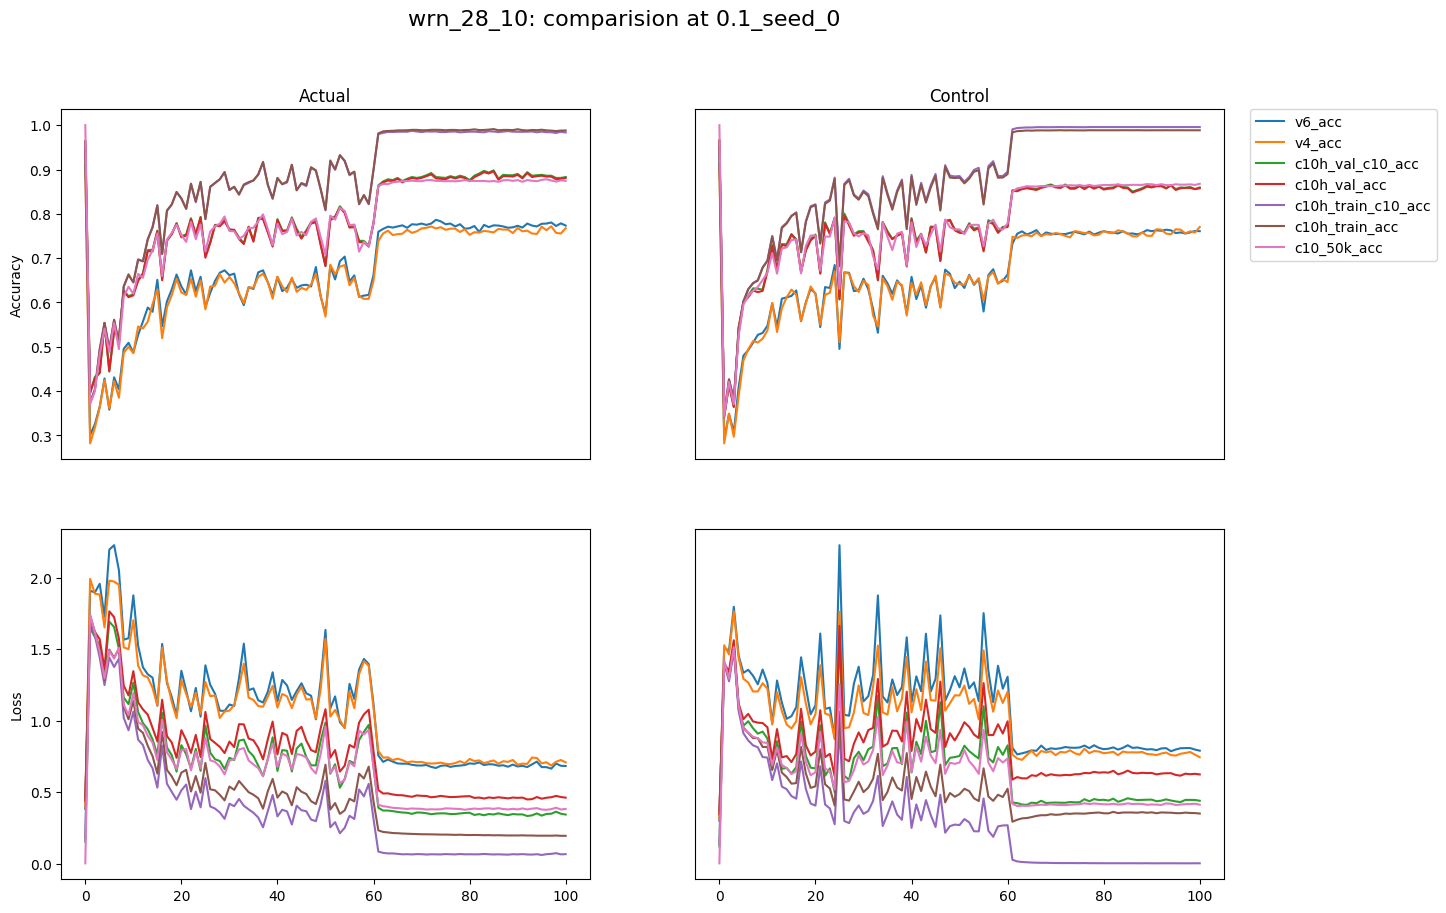 wrn_28_10: comparision at 0.1_seed_0
Actual
Control
Accuracy
1.0
0.9
0.8
0.7
0.6
0.5
0.4
0.3
v6_acc
v4_acc
c10h_val_c10_acc
c10h_val_acc
c10h_train_c10_acc
c10h_train_acc
c10_50k_acc
Loss
2.0
1.5
1.0
0.5
0.0
0 20 40 60 80 100
0 20 40 60 80 100